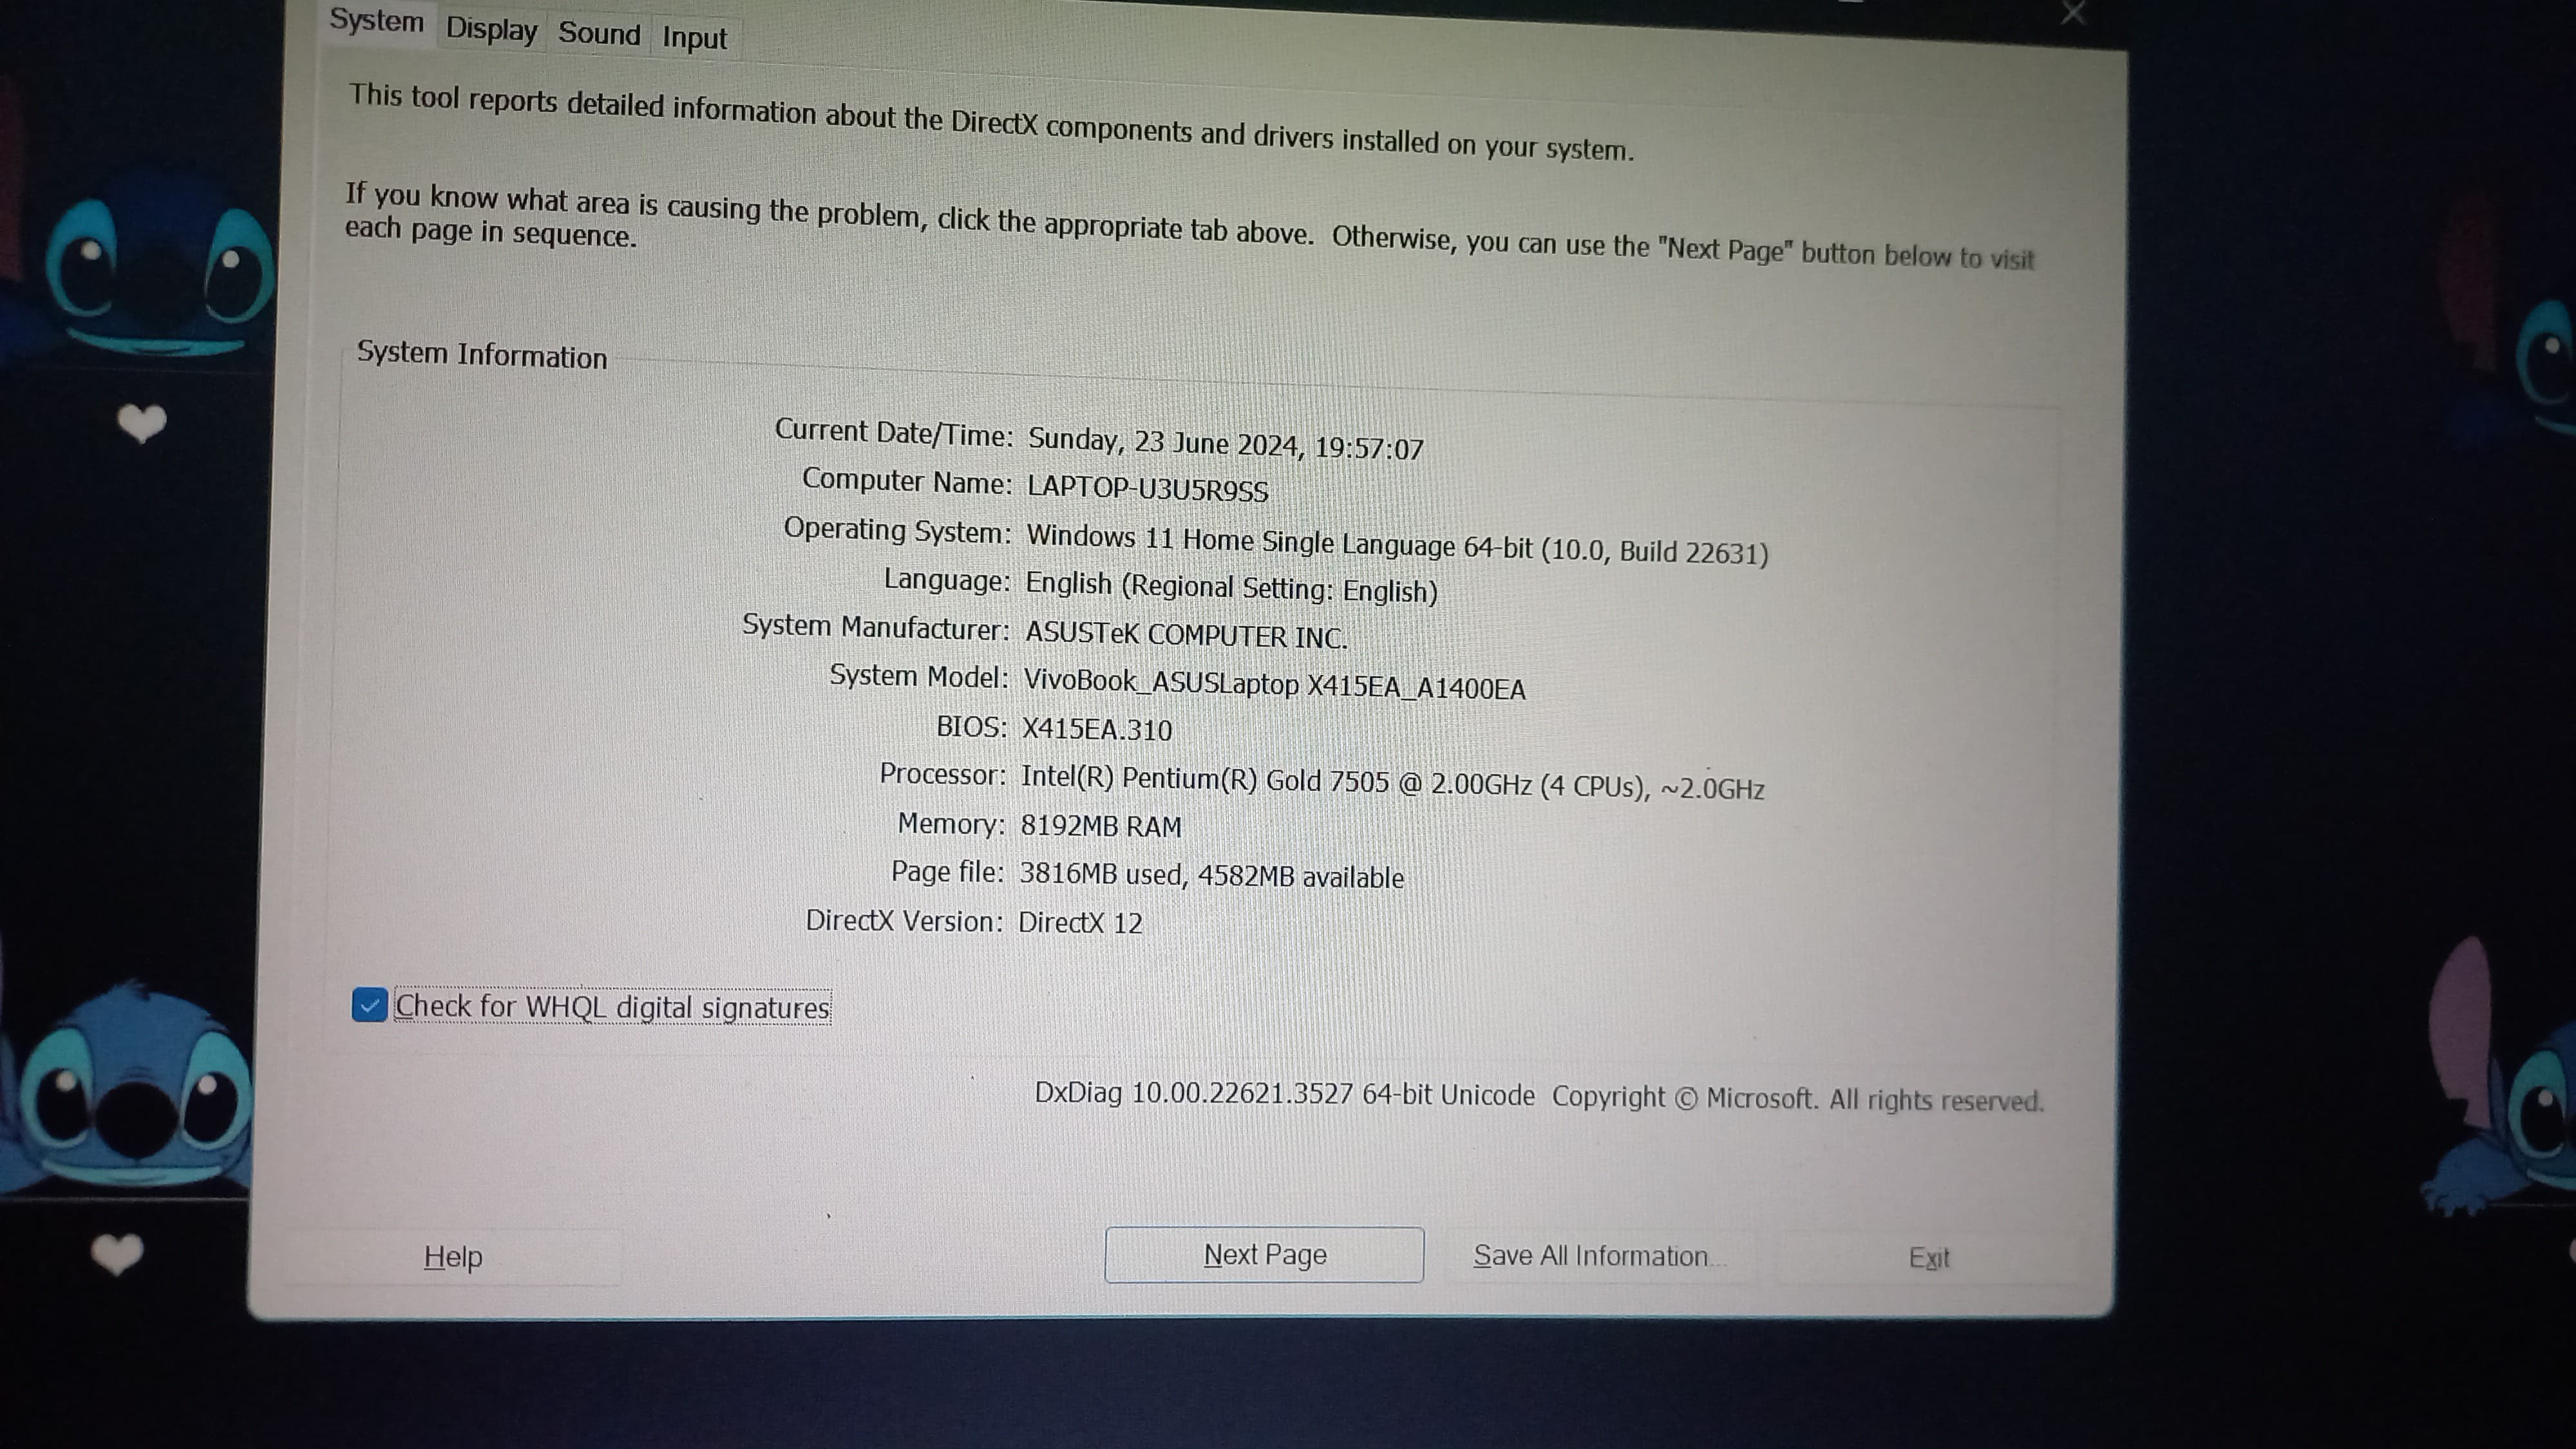 System Display Sound Input
This tool reports detailed information about the DirectX components and drivers installed on your system.
If you know what area is causing the problem, click the appropriate tab above.  Otherwise, you can use the "Next Page" button below to visit
each page in sequence.
System Information
Current Date/Time: Sunday, 23 June 2024, 19:57:07
Computer Name: LAPTOP-U3U5R9SS
Operating System: Windows 11 Home Single Language 64-bit (10.0, Build 22631)
Language: English (Regional Setting: English)
System Manufacturer: ASUSTeK COMPUTER INC.
System Model: VivoBook_ASUSLaptop X415EA_A1400EA
BIOS: X415EA.310
Processor: Intel(R) Pentium(R) Gold 7505 @ 2.00GHz (4 CPUs), ~2.0GHz
Memory: 8192MB RAM
Page file: 3816MB used, 4582MB available
DirectX Version: DirectX 12
Check for WHQL digital signatures
DxDiag 10.00.22621.3527 64-bit Unicode  Copyright © Microsoft. All rights reserved.
Help Next Page Save All Information... Exit